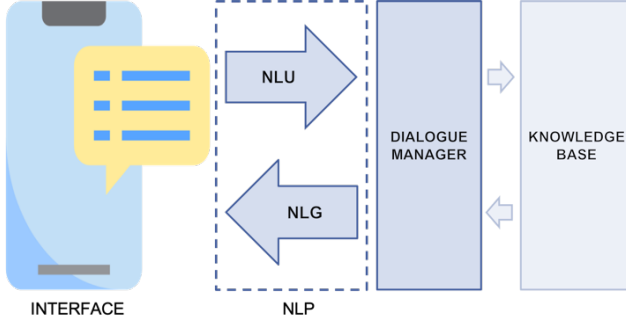 NLU
NLG
DIALOGUE
MANAGER
KNOWLEDGE
BASE
INTERFACE
NLP